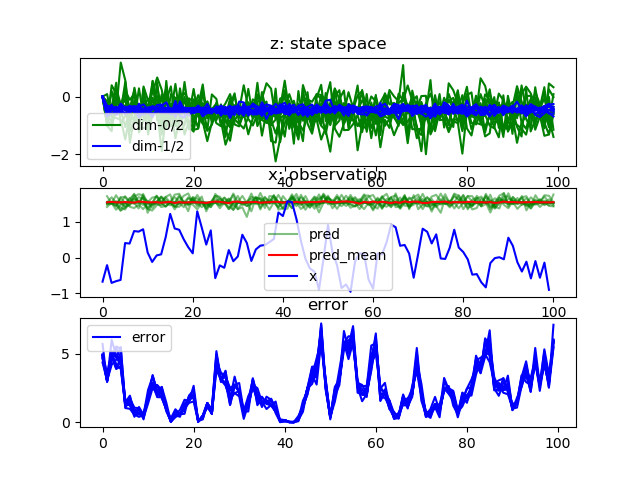 z: state space
0
−2
dim-0/2
dim-1/2
0 20 40 60 80 100
x: observation
1
0
−1
pred
pred_mean
x
0 20 40 60 80 100
error
5
0
error
0 20 40 60 80 100